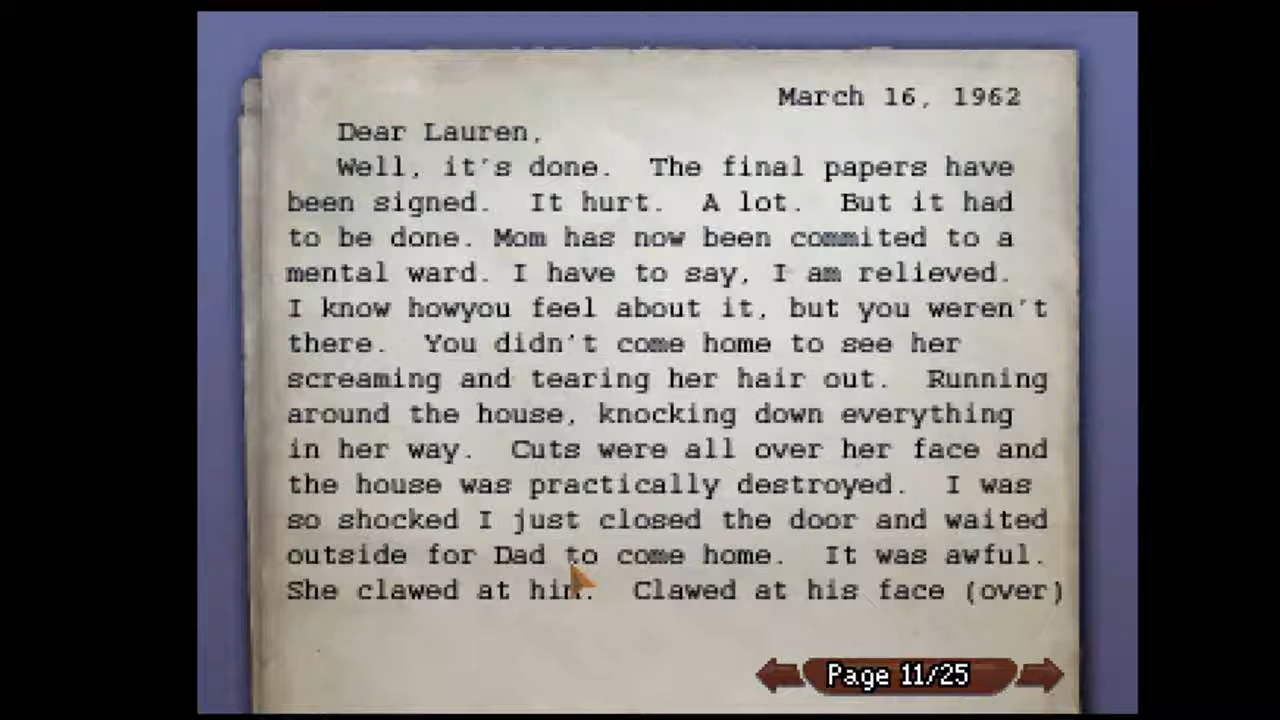 March 16, 1962
Dear Lauren,
Well, it's done. The final papers have
been signed. It hurt. A lot. But it had
to be done. Mom has now been commited to a
mental ward. I have to say, I am relieved.
I know howyou feel about it, but you weren't
there. You didn't come home to see her
screaming and tearing her hair out. Running
around the house, knocking down everything
in her way. Cuts were all over her face and
the house was practically destroyed. I was
so shocked I just closed the door and waited
outside for Dad to come home. It was awful.
She clawed at him. Clawed at his face (over)
Page 11/25